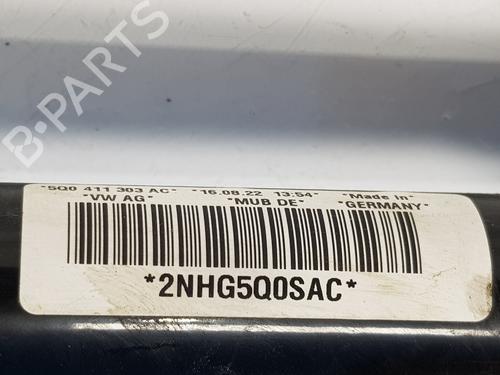 B-PARTS
*5Q0 411 303 AC* *16.08.22 13:54* *Made in*
*VW AG* *MUB DE* *GERMANY*
*2NHG5Q0SAC*